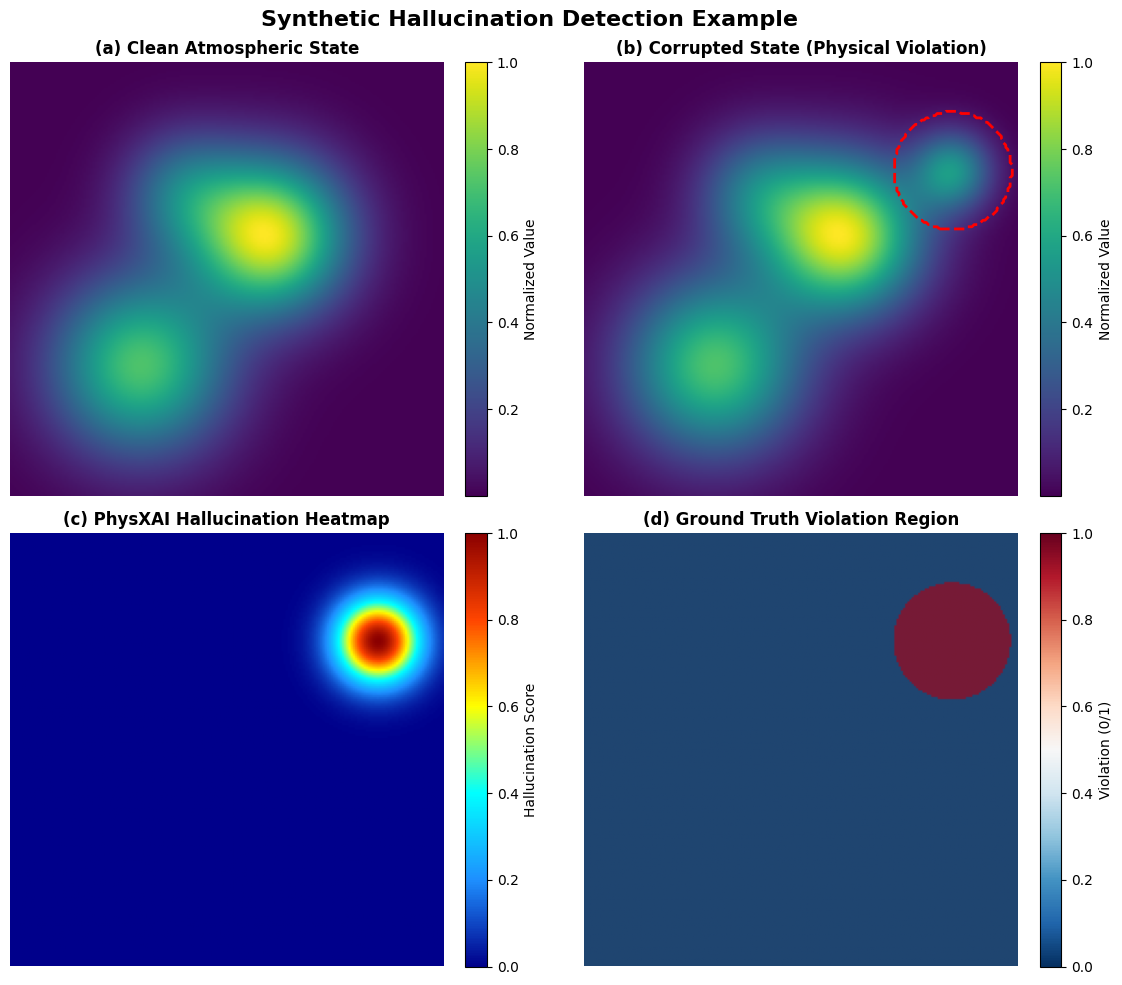 Synthetic Hallucination Detection Example
(a) Clean Atmospheric State
1.0
0.8
0.6
0.4
0.2
Normalized Value
(b) Corrupted State (Physical Violation)
1.0
0.8
0.6
0.4
0.2
Normalized Value
(c) PhysXAI Hallucination Heatmap
1.0
0.8
0.6
0.4
0.2
0.0
Hallucination Score
(d) Ground Truth Violation Region
1.0
0.8
0.6
0.4
0.2
0.0
Violation (0/1)